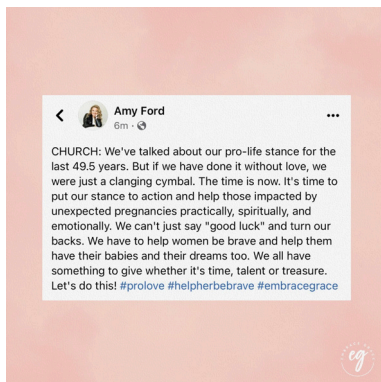 Amy Ford
6m
CHURCH: We've talked about our pro-life stance for the
last 49.5 years. But if we have done it without love, we
were just a clanging cymbal. The time is now. It's time to
put our stance to action and help those impacted by
unexpected pregnancies practically, spiritually, and
emotionally. We can't just say "good luck" and turn our
backs. We have to help women be brave and help them
have their babies and their dreams too. We all have
something to give whether it's time, talent or treasure.
Let's do this! #prolove #helpherbebrave #embracegrace
eg